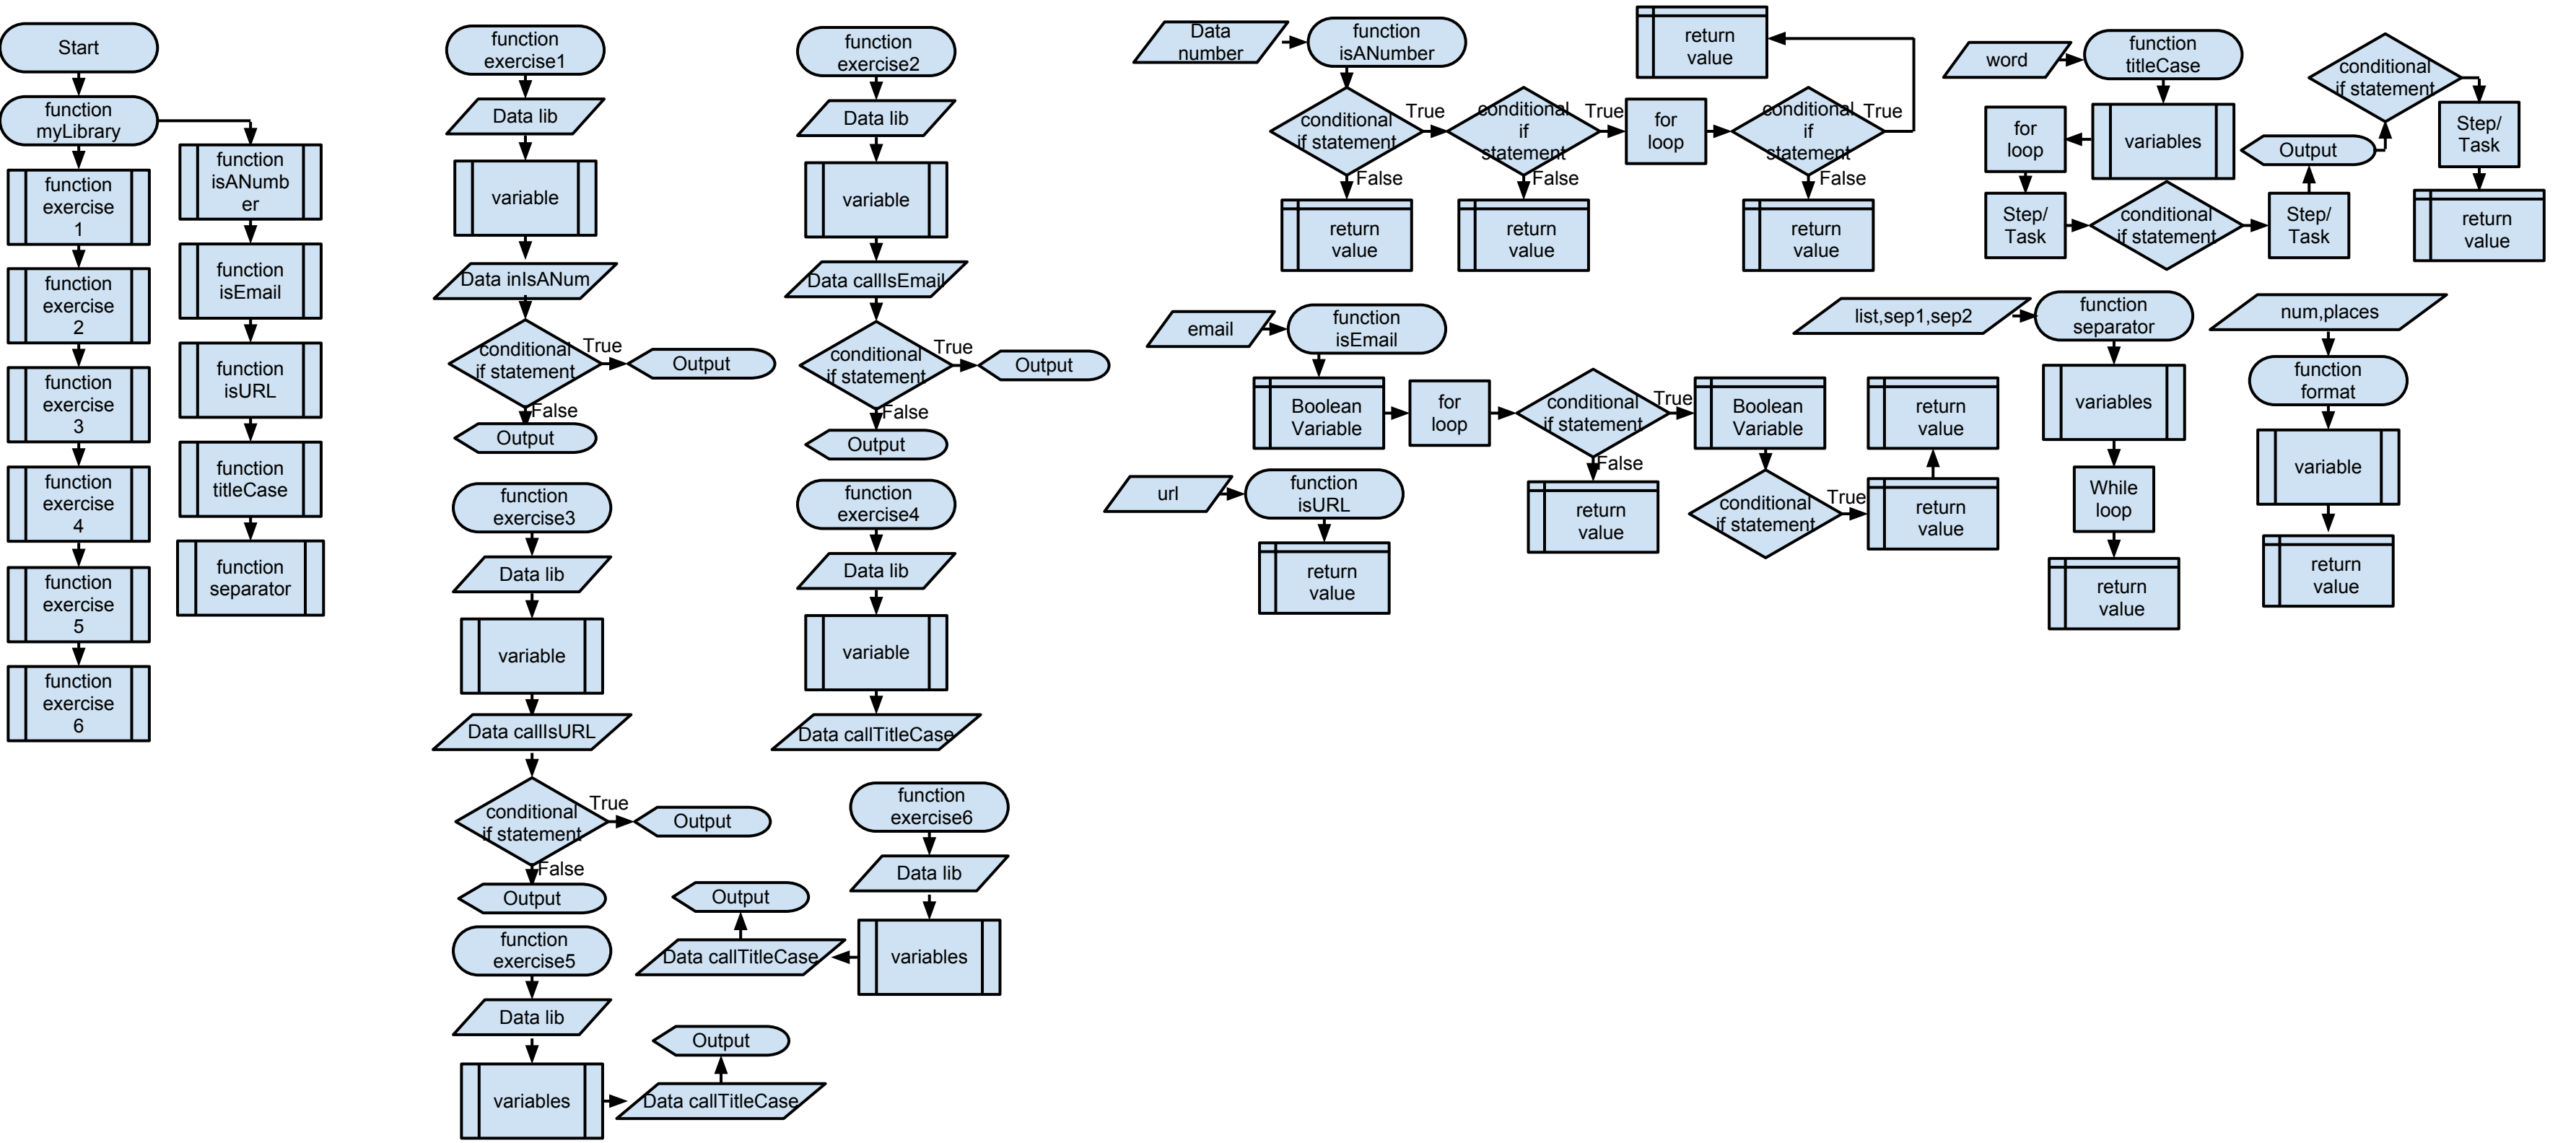 Start
function
myLibrary
function
exercise
1
function
exercise
2
function
exercise
3
function
exercise
4
function
exercise
5
function
exercise
6
function
isANumb
er
function
isEmail
function
isURL
function
titleCase
function
separator
function
exercise1
Data lib
variable
Data inIsANum
conditional
if statement
True
Output
False
Output
function
exercise2
Data lib
variable
Data callIsEmail
conditional
if statement
True
Output
False
Output
function
exercise3
Data lib
variable
Data callIsURL
conditional
if statement
True
Output
False
Output
function
exercise4
Data lib
variable
Data callTitleCase
function
exercise5
Data lib
variables
Data callTitleCase
Output
function
exercise6
Data lib
variables
Data callTitleCase
Output
Data
number
function
isANumber
conditional
if statement
True
False
return
value
conditional
if
statement
True
False
return
value
for
loop
conditional
if
statement
True
False
return
value
return
value
word
function
titleCase
variables
for
loop
Step/
Task
conditional
if statement
Step/
Task
Output
conditional
if statement
Step/
Task
return
value
email
function
isEmail
Boolean
Variable
for
loop
conditional
if statement
True
False
return
value
Boolean
Variable
conditional
if statement
True
return
value
return
value
url
function
isURL
return
value
list,sep1,sep2
function
separator
variables
While
loop
return
value
num,places
function
format
variable
return
value